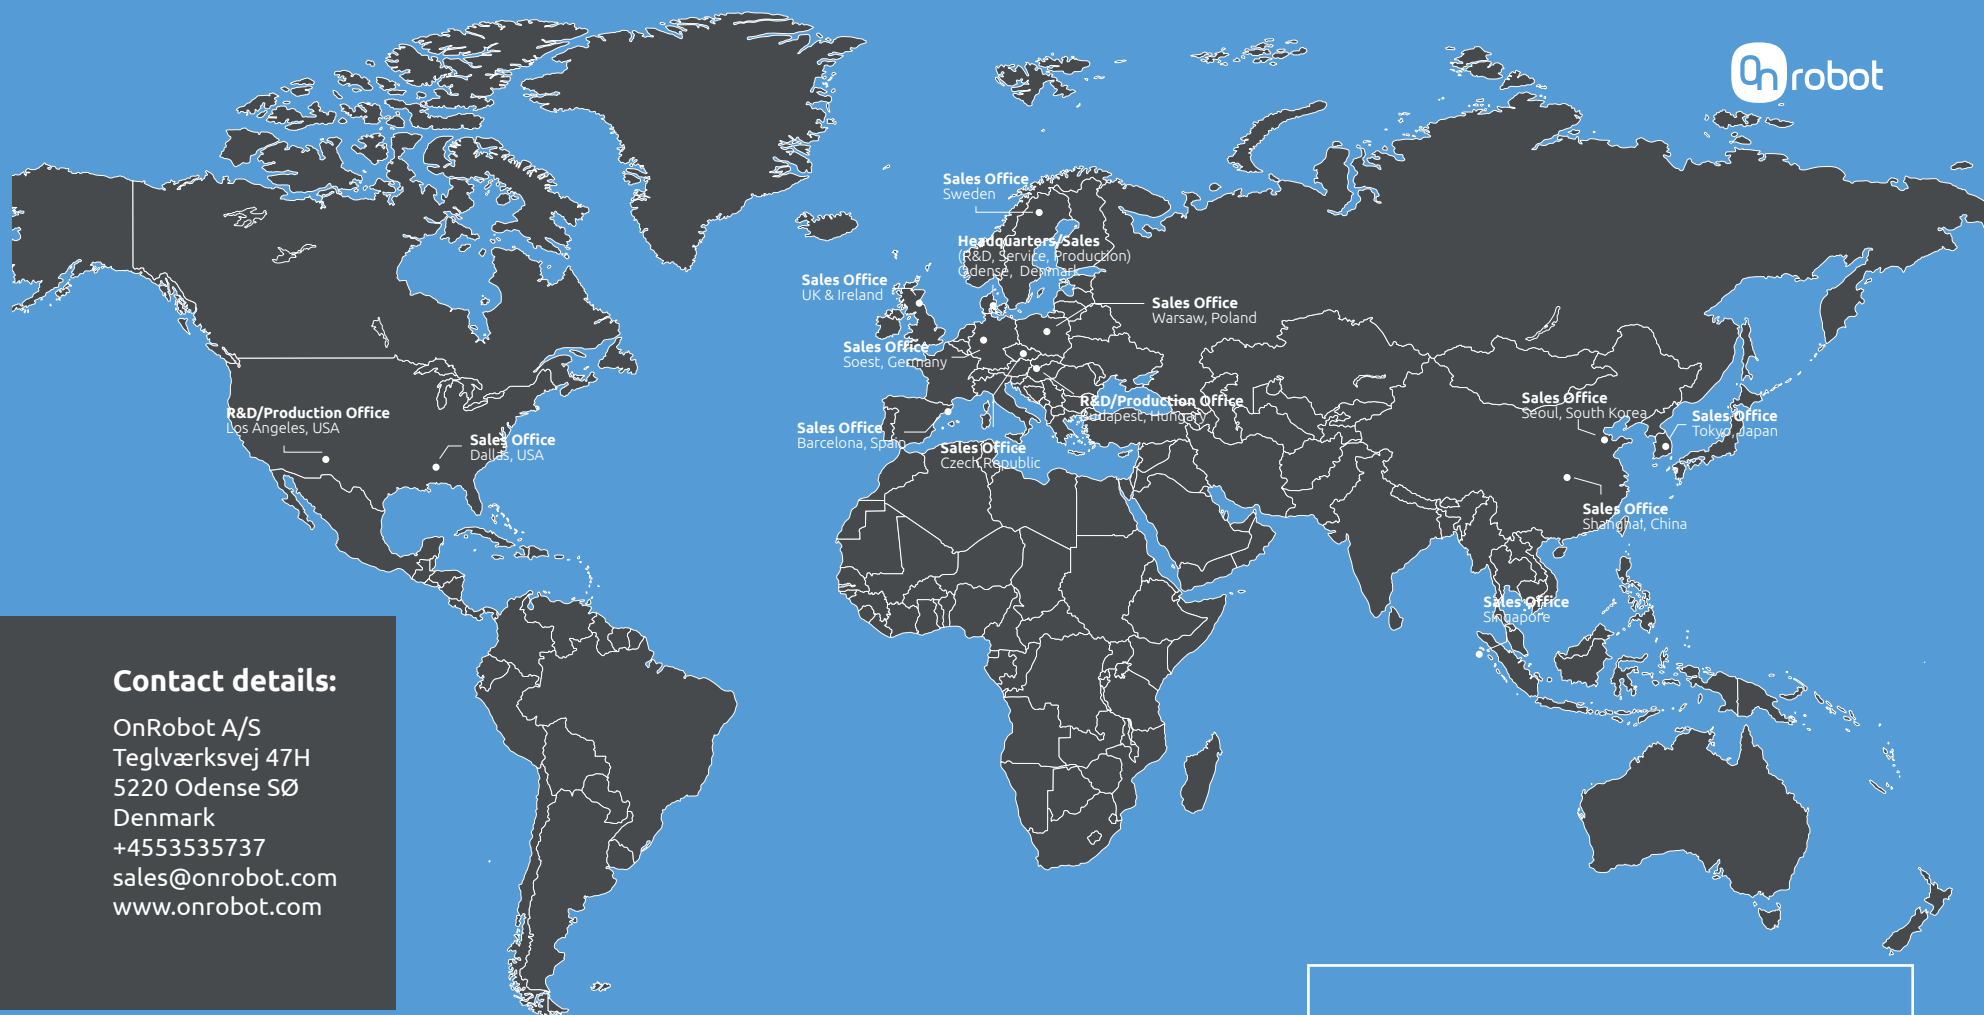 On robot
Sales Office
Sweden
Headquarters/Sales
(R&D, Service, Production)
Odense, Denmark
Sales Office
UK & Ireland
Sales Office
Warsaw, Poland
Sales Office
Soest, Germany
R&D/Production Office
Budapest, Hungary
Sales Office
Barcelona, Spain
Sales Office
Czech Republic
R&D/Production Office
Los Angeles, USA
Sales Office
Dallas, USA
Sales Office
Seoul, South Korea
Sales Office
Tokyo, Japan
Sales Office
Shanghai, China
Sales Office
Singapore
Contact details:
OnRobot A/S
Teglværksvej 47H
5220 Odense SØ
Denmark
+4553535737
sales@onrobot.com
www.onrobot.com